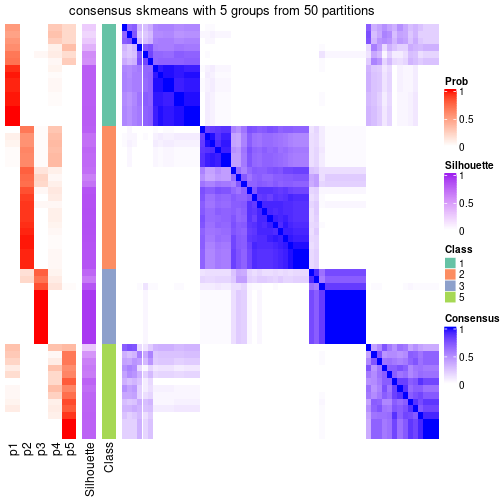 consensus skmeans with 5 groups from 50 partitions
Prob
1
0.5
0
Silhouette
1
0.5
0
Class
1
2
3
5
Consensus
1
0.5
0
p1
p2
p3
p4
p5
Silhouette
Class